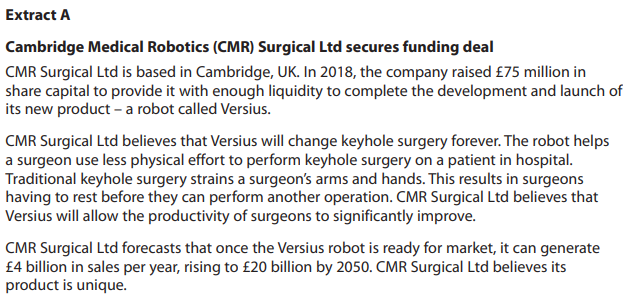 Extract A
Cambridge Medical Robotics (CMR) Surgical Ltd secures funding deal
CMR Surgical Ltd is based in Cambridge, UK. In 2018, the company raised £75 million in
share capital to provide it with enough liquidity to complete the development and launch of
its new product – a robot called Versius.
CMR Surgical Ltd believes that Versius will change keyhole surgery forever. The robot helps
a surgeon use less physical effort to perform keyhole surgery on a patient in hospital.
Traditional keyhole surgery strains a surgeon’s arms and hands. This results in surgeons
having to rest before they can perform another operation. CMR Surgical Ltd believes that
Versius will allow the productivity of surgeons to significantly improve.
CMR Surgical Ltd forecasts that once the Versius robot is ready for market, it can generate
£4 billion in sales per year, rising to £20 billion by 2050. CMR Surgical Ltd believes its
product is unique.